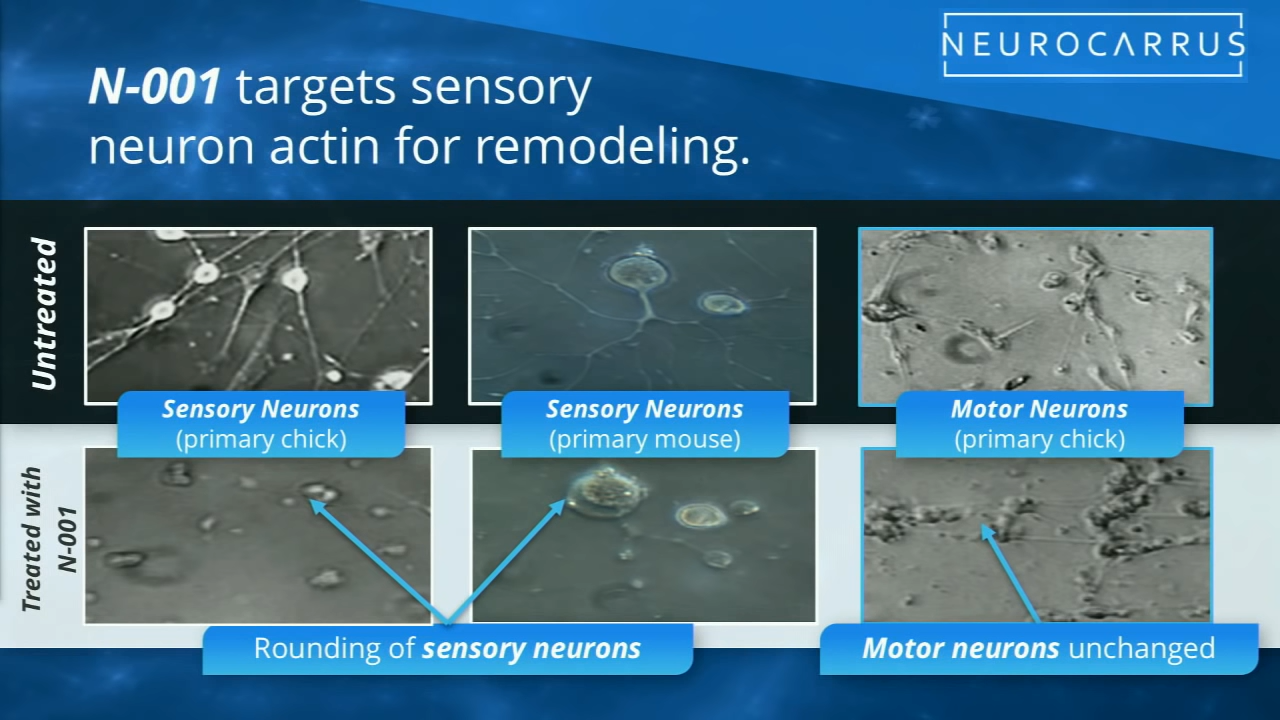 NEUROCARRUS
N-001 targets sensory
neuron actin for remodeling.
Untreated
Sensory Neurons
(primary chick)
Sensory Neurons
(primary mouse)
Motor Neurons
(primary chick)
Treated with
N-001
Rounding of sensory neurons
Motor neurons unchanged